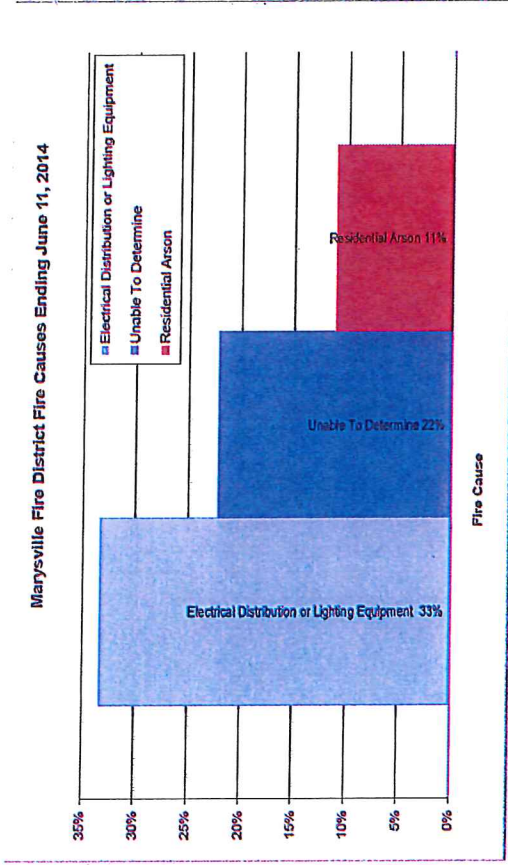 Marysville Fire District Fire Causes Ending June 11, 2014
Electrical Distribution or Lighting Equipment
Unable To Determine
Residential Arson
35%
30%
25%
20%
15%
10%
5%
0%
Electrical Distribution or Lighting Equipment 33%
Unable To Determine 22%
Residential Arson 11%
Fire Cause